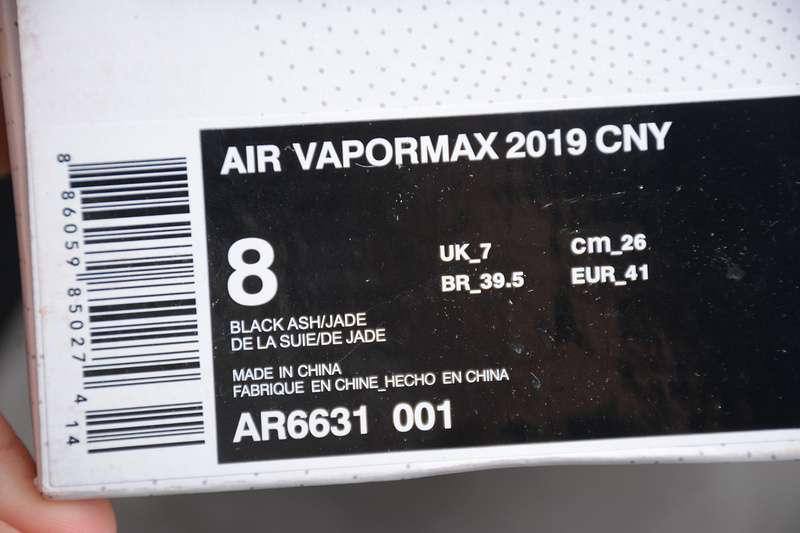 AIR VAPORMAX 2019 CNY
8
UK_7 cm_26
BR_39.5 EUR_41
BLACK ASH/JADE
DE LA SUIE/DE JADE
MADE IN CHINA
FABRIQUE EN CHINE_HECHO EN CHINA
AR6631 001
8 86059 85027 4 14